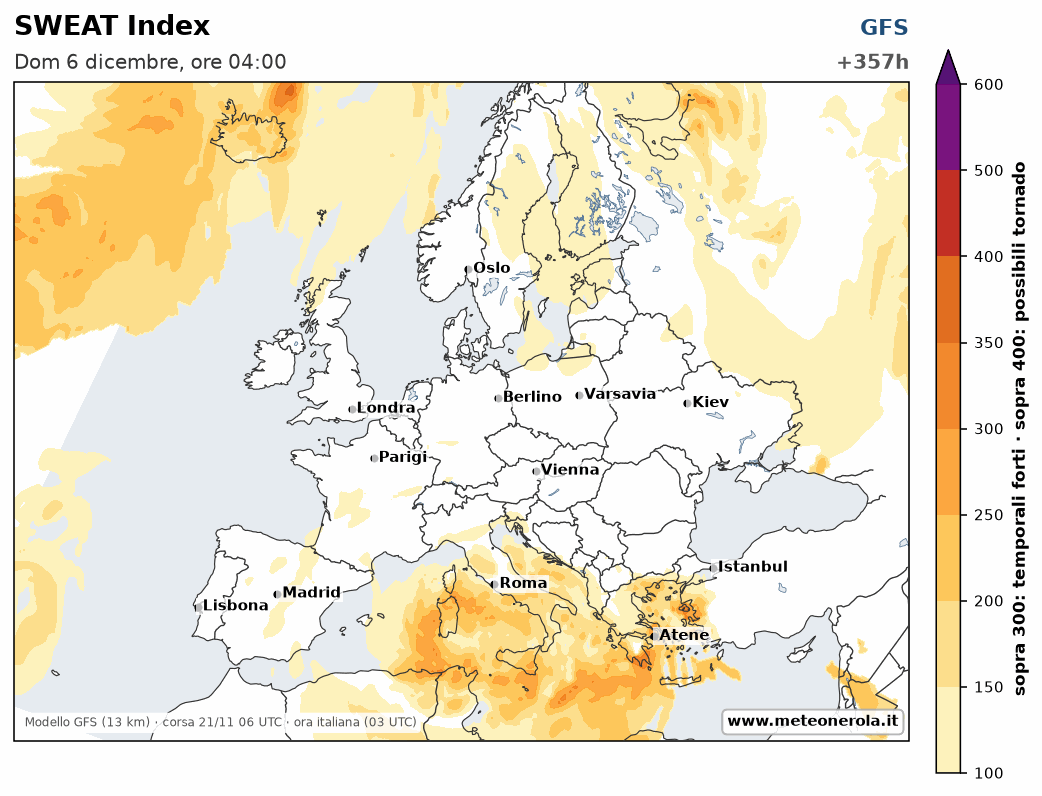 SWEAT Index
GFS
Dom 6 dicembre, ore 04:00
+357h
Oslo
Berlino
Varsavia
Kiev
Londra
Parigi
Vienna
Istanbul
Roma
Madrid
Lisbona
Atene
Modello GFS (13 km) · corsa 21/11 06 UTC · ora italiana (03 UTC)
www.meteonerola.it
600
500
400
350
300
250
200
150
100
sopra 300: temporali forti · sopra 400: possibili tornado